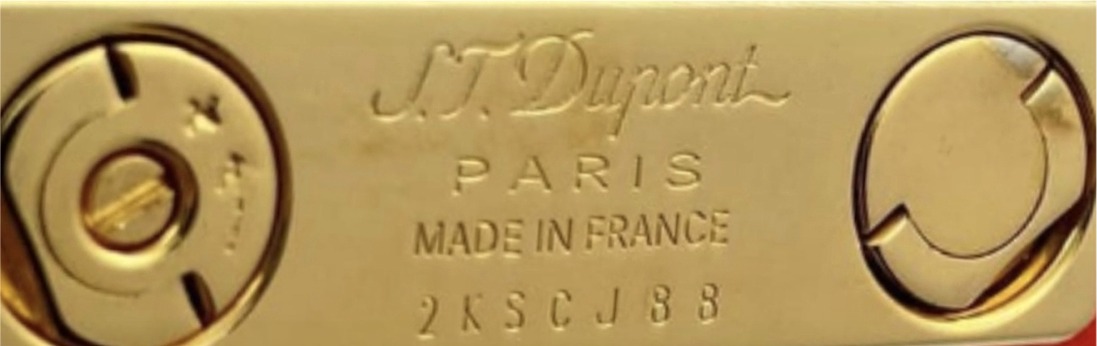 S.T. Dupont
PARIS
MADE IN FRANCE
2KSCJ88